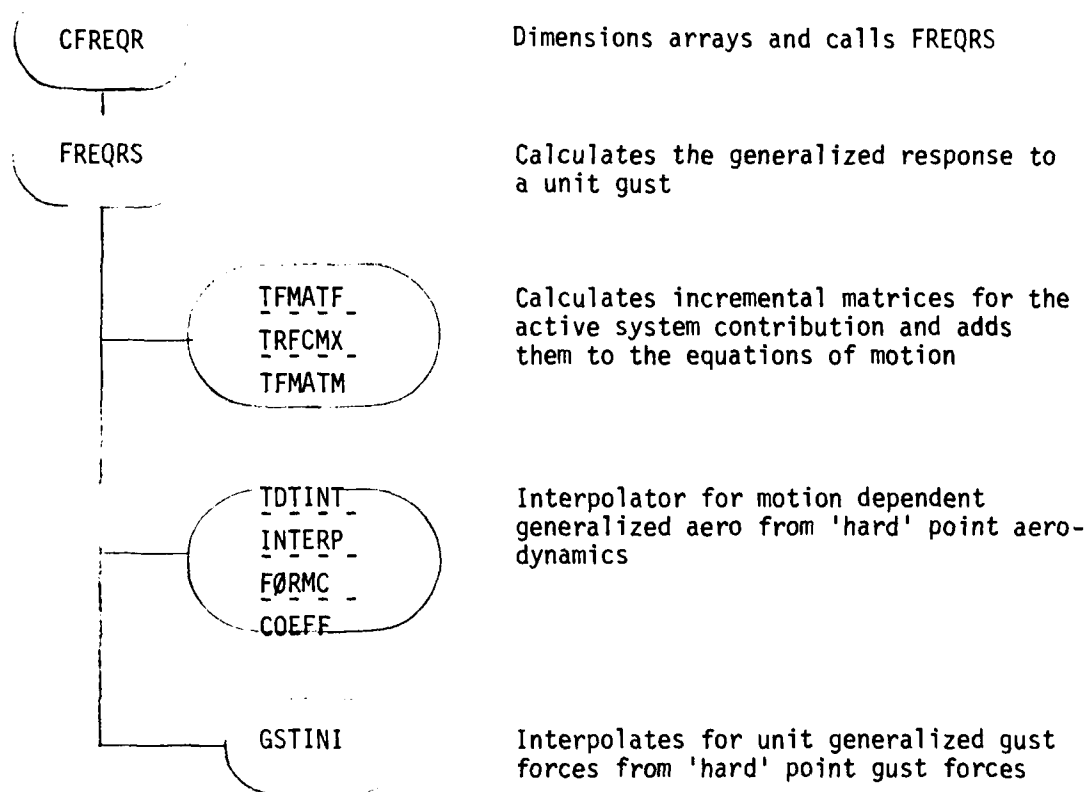 CFREQR
Dimensions arrays and calls FREQRS
FREQRS
Calculates the generalized response to
a unit gust
TFMATF
TRFCMX
TFMATM
Calculates incremental matrices for the
active system contribution and adds
them to the equations of motion
TDTINT
INTERP
FØRMC
COEFF
Interpolator for motion dependent
generalized aero from 'hard' point aero-
dynamics
GSTINI
Interpolates for unit generalized gust
forces from 'hard' point gust forces